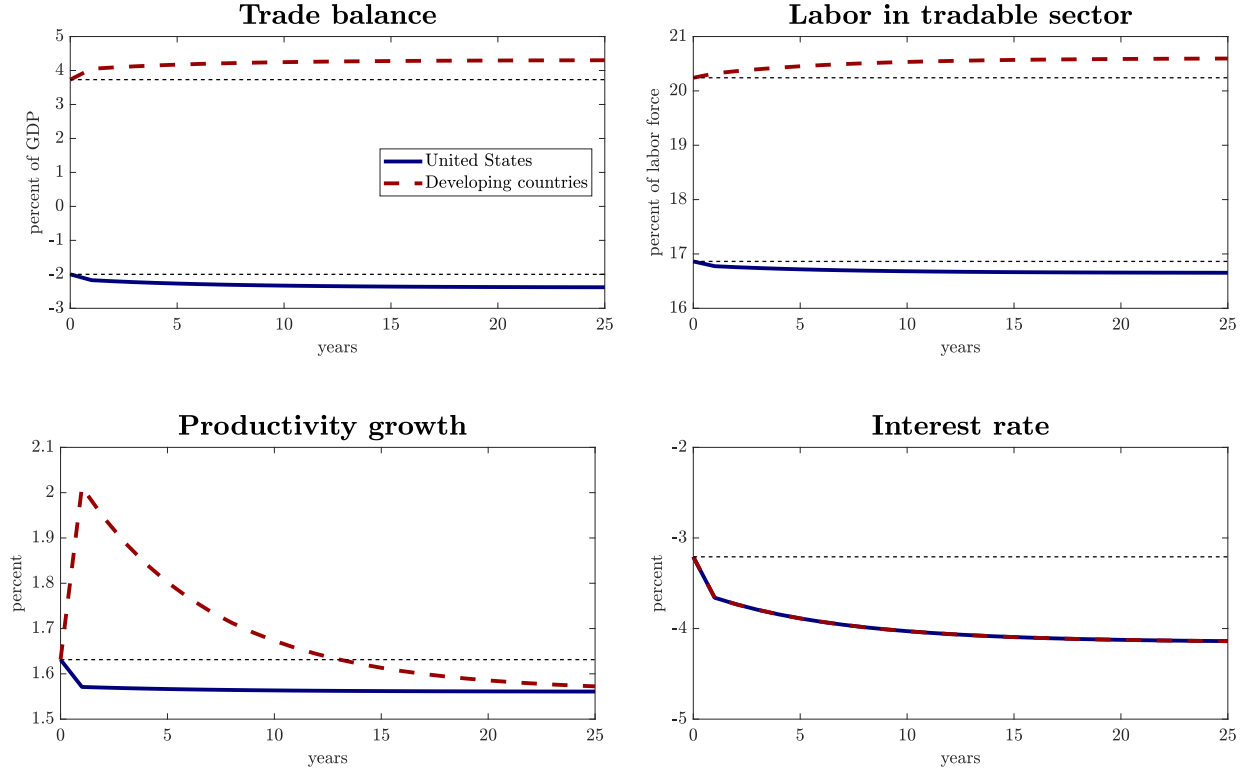 Trade balance
5
4
3
2
1
0
-1
-2
-3
percent of GDP
United States
Developing countries
0 5 10 15 20 25
years
Labor in tradable sector
21
20
19
18
17
16
percent of labor force
0 5 10 15 20 25
years
Productivity growth
2.1
2
1.9
1.8
1.7
1.6
1.5
percent
0 5 10 15 20 25
years
Interest rate
-2
-3
-4
-5
percent
0 5 10 15 20 25
years